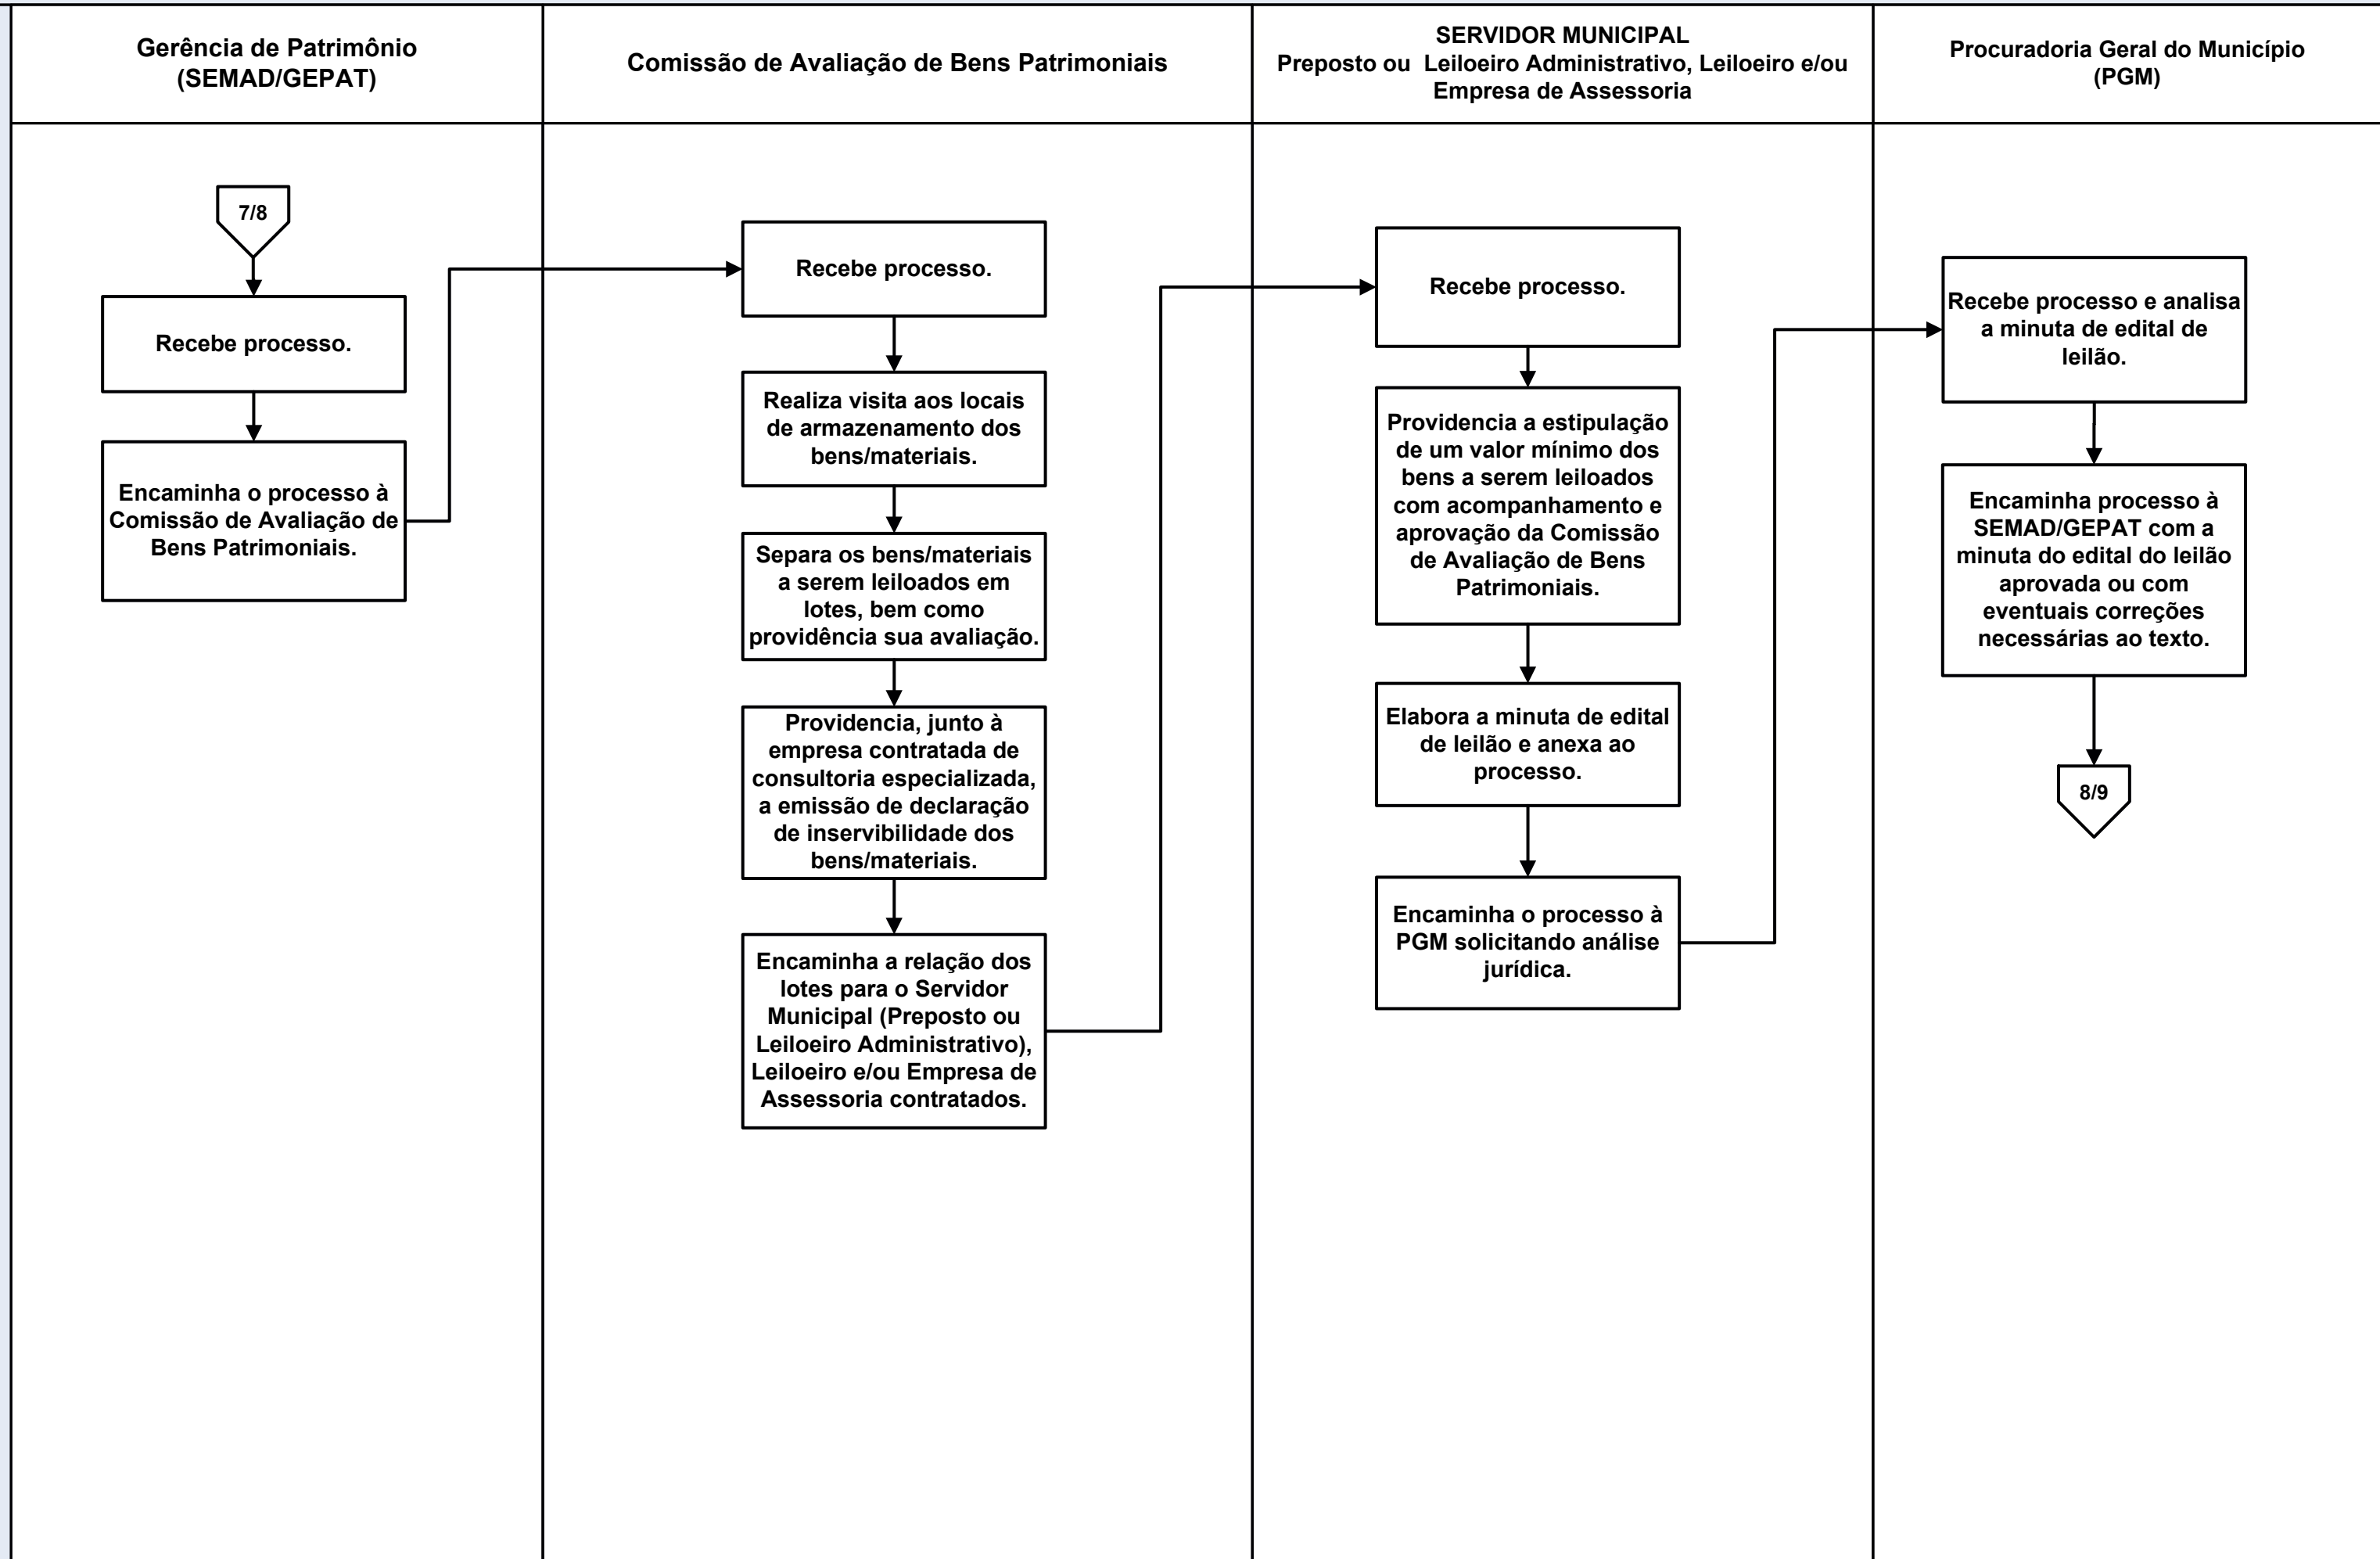 Gerência de Patrimônio
(SEMAD/GEPAT)
Comissão de Avaliação de Bens Patrimoniais
SERVIDOR MUNICIPAL
Preposto ou Leiloeiro Administrativo, Leiloeiro e/ou
Empresa de Assessoria
Procuradoria Geral do Município
(PGM)
7/8
Recebe processo.
Encaminha o processo à
Comissão de Avaliação de
Bens Patrimoniais.
Recebe processo.
Realiza visita aos locais
de armazenamento dos
bens/materiais.
Separa os bens/materiais
a serem leiloados em
lotes, bem como
providência sua avaliação.
Providencia, junto à
empresa contratada de
consultoria especializada,
a emissão de declaração
de inservibilidade dos
bens/materiais.
Encaminha a relação dos
lotes para o Servidor
Municipal (Preposto ou
Leiloeiro Administrativo),
Leiloeiro e/ou Empresa de
Assessoria contratados.
Recebe processo.
Providencia a estipulação
de um valor mínimo dos
bens a serem leiloados
com acompanhamento e
aprovação da Comissão
de Avaliação de Bens
Patrimoniais.
Elabora a minuta de edital
de leilão e anexa ao
processo.
Encaminha o processo à
PGM solicitando análise
jurídica.
Recebe processo e analisa
a minuta de edital de
leilão.
Encaminha processo à
SEMAD/GEPAT com a
minuta do edital do leilão
aprovada ou com
eventuais correções
necessárias ao texto.
8/9